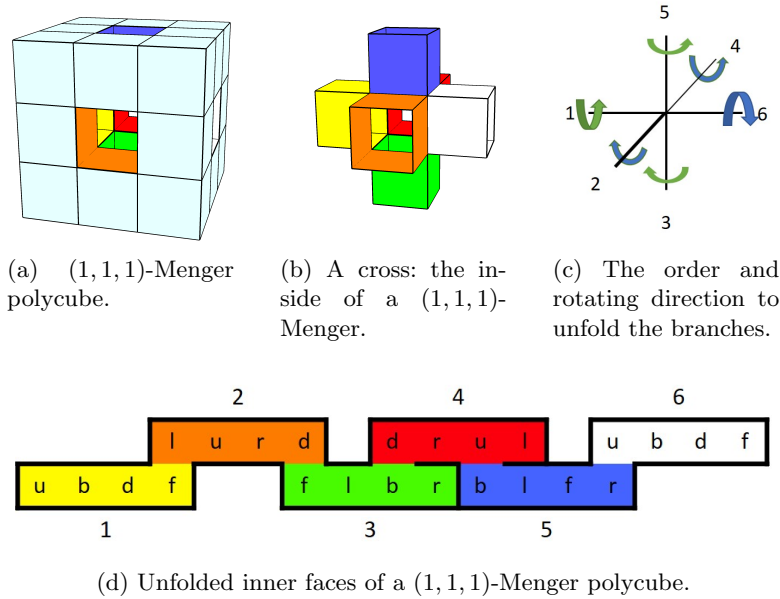 5
4
1
6
2
3
(a) (1, 1, 1)-Menger
polycube.
(b) A cross: the in-
side of a (1, 1, 1)-
Menger.
(c) The order and
rotating direction to
unfold the branches.
2 4 6
l u r d d r u l u b d f
u b d f f l b r b l f r
1 3 5
(d) Unfolded inner faces of a (1, 1, 1)-Menger polycube.